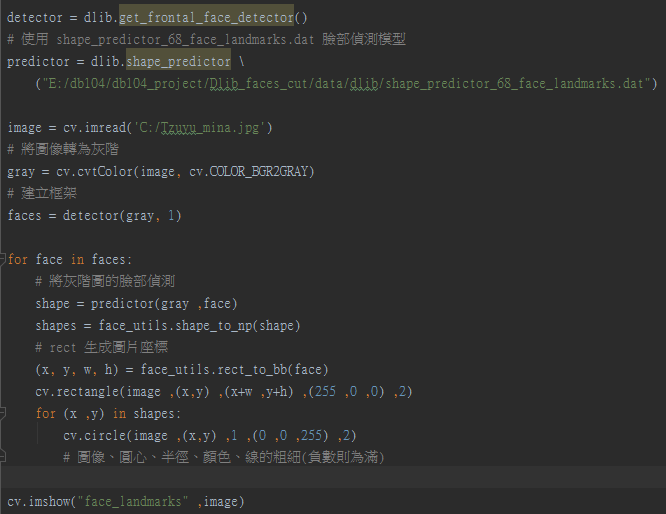 detector = dlib.get_frontal_face_detector()
# 使用 shape_predictor_68_face_landmarks.dat 臉部偵測模型
predictor = dlib.shape_predictor \
    ("E:/db104/db104_project/Dlib_faces_cut/data/dlib/shape_predictor_68_face_landmarks.dat")

image = cv.imread('C:/Tzuyu_mina.jpg')
# 將圖像轉為灰階
gray = cv.cvtColor(image, cv.COLOR_BGR2GRAY)
# 建立框架
faces = detector(gray, 1)

for face in faces:
    # 將灰階圖的臉部偵測
    shape = predictor(gray ,face)
    shapes = face_utils.shape_to_np(shape)
    # rect 生成圖片座標
    (x, y, w, h) = face_utils.rect_to_bb(face)
    cv.rectangle(image ,(x,y) ,(x+w ,y+h) ,(255 ,0 ,0) ,2)
    for (x ,y) in shapes:
        cv.circle(image ,(x,y) ,1 ,(0 ,0 ,255) ,2)
        # 圖像、圓心、半徑、顏色、線的粗細(負數則為滿)

cv.imshow("face_landmarks" ,image)